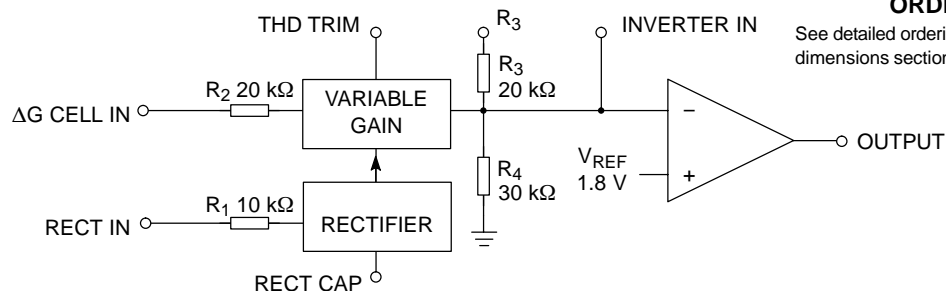 ORD
See detailed orderi
dimensions section
THD TRIM
R3
INVERTER IN
R3
20 kΩ
R2 20 kΩ
VARIABLE
GAIN
ΔG CELL IN
VREF
1.8 V
−
+
OUTPUT
R4
30 kΩ
R1 10 kΩ
RECTIFIER
RECT IN
RECT CAP